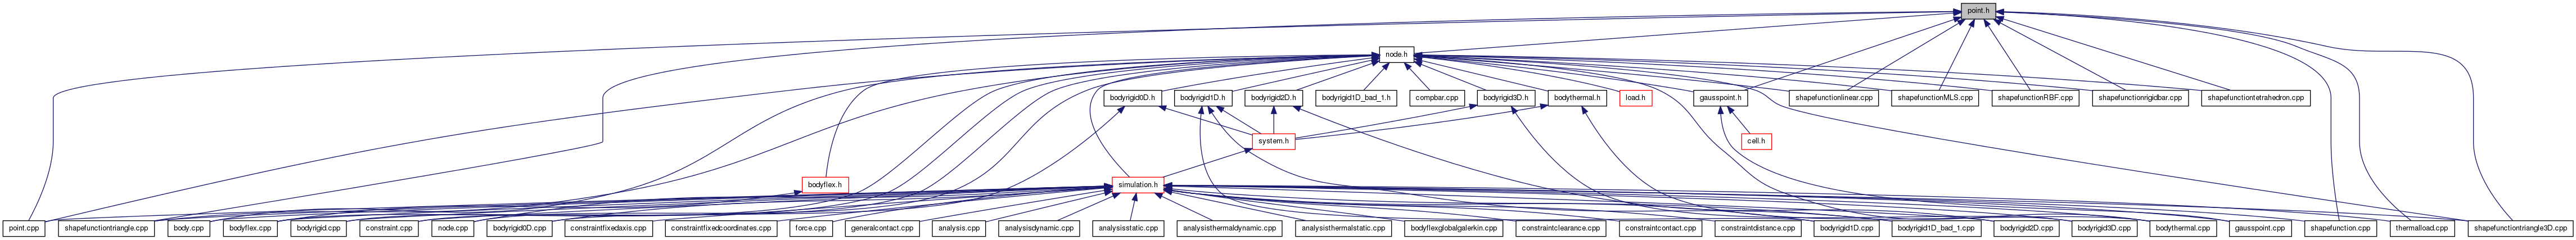 point.h
node.h
bodyrigid0D.h
bodyrigid1D.h
bodyrigid2D.h
bodyrigid1D_bad_1.h
compbar.cpp
bodyrigid3D.h
bodythermal.h
load.h
gausspoint.h
shapefunctionlinear.cpp
shapefunctionMLS.cpp
shapefunctionRBF.cpp
shapefunctionrigidbar.cpp
shapefunctiontetrahedron.cpp
system.h
cell.h
bodyflex.h
simulation.h
point.cpp
shapefunctiontriangle.cpp
body.cpp
bodyflex.cpp
bodyrigid.cpp
constraint.cpp
node.cpp
bodyrigid0D.cpp
constraintfixedaxis.cpp
constraintfixedcoordinates.cpp
force.cpp
generalcontact.cpp
analysis.cpp
analysisdynamic.cpp
analysisstatic.cpp
analysisthermaldynamic.cpp
analysisthermalstatic.cpp
bodyflexglobalgalerkin.cpp
constraintclearance.cpp
constraintcontact.cpp
constraintdistance.cpp
bodyrigid1D.cpp
bodyrigid1D_bad_1.cpp
bodyrigid2D.cpp
bodyrigid3D.cpp
bodythermal.cpp
gausspoint.cpp
shapefunction.cpp
thermalload.cpp
shapefunctiontriangle3D.cpp